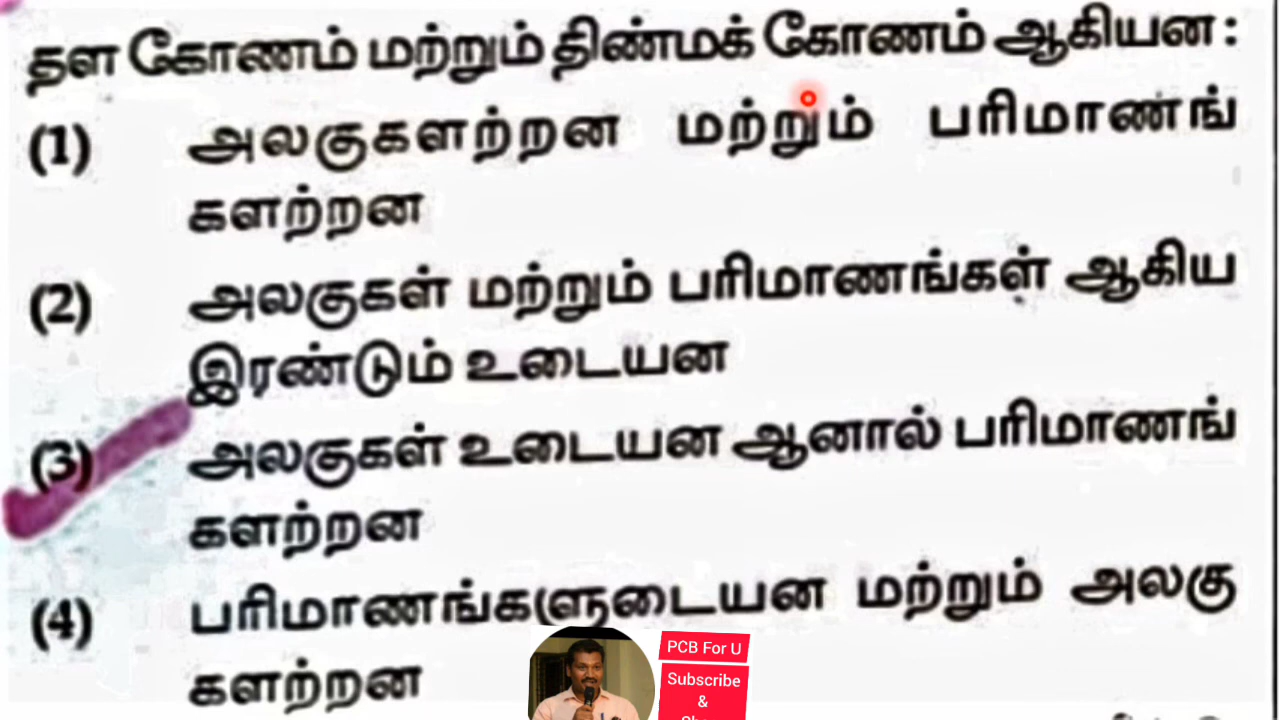 தள கோணம் மற்றும் திண்மக் கோணம் ஆகியன :
(1) அலகுகளற்றன மற்றும் பரிமாணங்
களற்றன
(2) அலகுகள் மற்றும் பரிமாணங்கள் ஆகிய
இரண்டும் உடையன
(3) அலகுகள் உடையன ஆனால் பரிமாணங்
களற்றன
(4) பரிமாணங்களுடையன மற்றும் அலகு
களற்றன
PCB For U
Subscribe
&